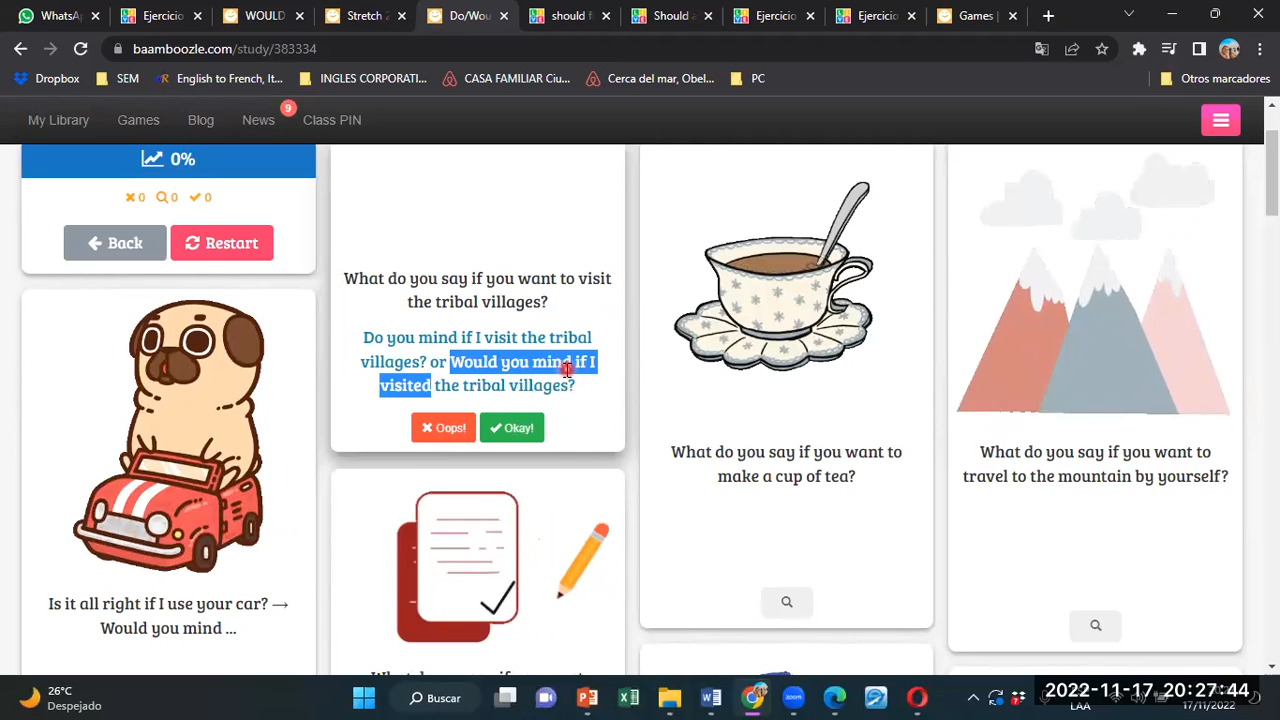 WhatsA
Ejercicio
WOULD
Stretch 2
Do/Wou
should f
Should a
Ejercicio
Ejercicio
Games |
baamboozle.com/study/383334
Dropbox
SEM
English to French, It...
INGLES CORPORATI...
CASA FAMILIAR Ciu...
Cerca del mar, Obel...
PC
Otros marcadores
My Library
Games
Blog
News
9
Class PIN
0%
0
0
0
Back
Restart
Is it all right if I use your car? →
Would you mind ...
What do you say if you want to visit
the tribal villages?
Do you mind if I visit the tribal
villages? or Would you mind if I
visited the tribal villages?
Oops!
Okay!
What do you say if you want to
make a cup of tea?
What do you say if you want to
travel to the mountain by yourself?
26°C
Despejado
Buscar
LAA
2022-11-17 20:27:44
17/11/2022